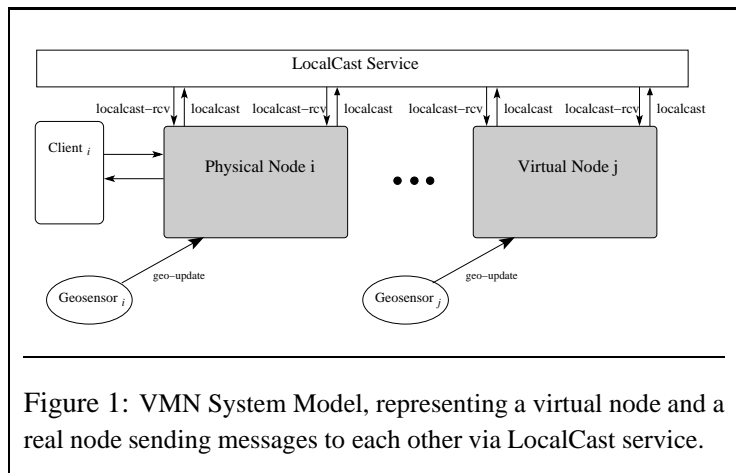 LocalCast Service
localcast−rcv localcast localcast−rcv localcast localcast−rcv localcast localcast−rcv localcast
Client i
Physical Node i
Virtual Node j
geo−update
geo−update
Geosensor i
Geosensor j
Figure 1: VMN System Model, representing a virtual node and a
real node sending messages to each other via LocalCast service.